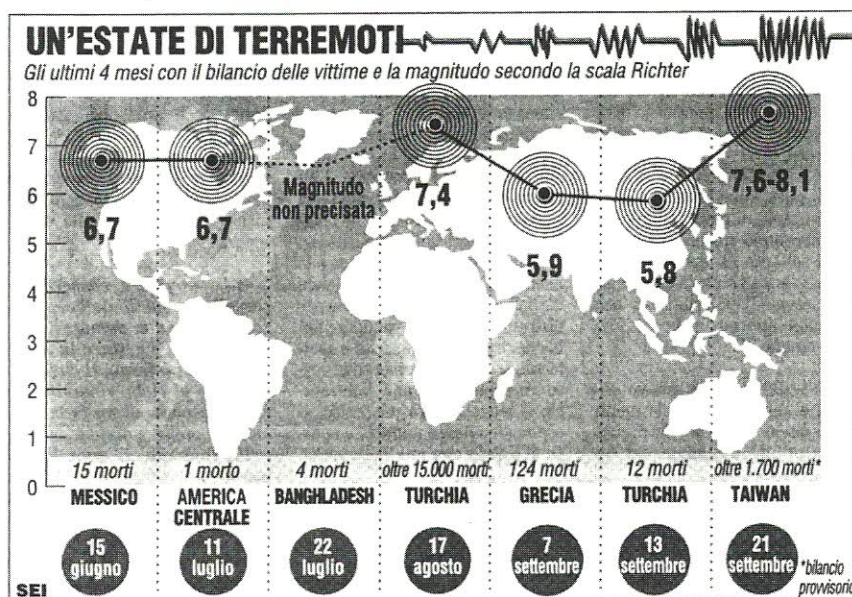 UN'ESTATE DI TERREMOTI
Gli ultimi 4 mesi con il bilancio delle vittime e la magnitudo secondo la scala Richter
8
7
6
5
4
3
2
1
0
6,7
6,7
Magnitudo
non precisata
7,4
5,9
5,8
7,6-8,1
15 morti
MESSICO
15
giugno
1 morto
AMERICA
CENTRALE
11
luglio
4 morti
BANGHLADESH
22
luglio
oltre 15.000 morti
TURCHIA
17
agosto
124 morti
GRECIA
7
settembre
12 morti
TURCHIA
13
settembre
oltre 1.700 morti*
TAIWAN
21
settembre
*bilancio
provvisorio
SEI